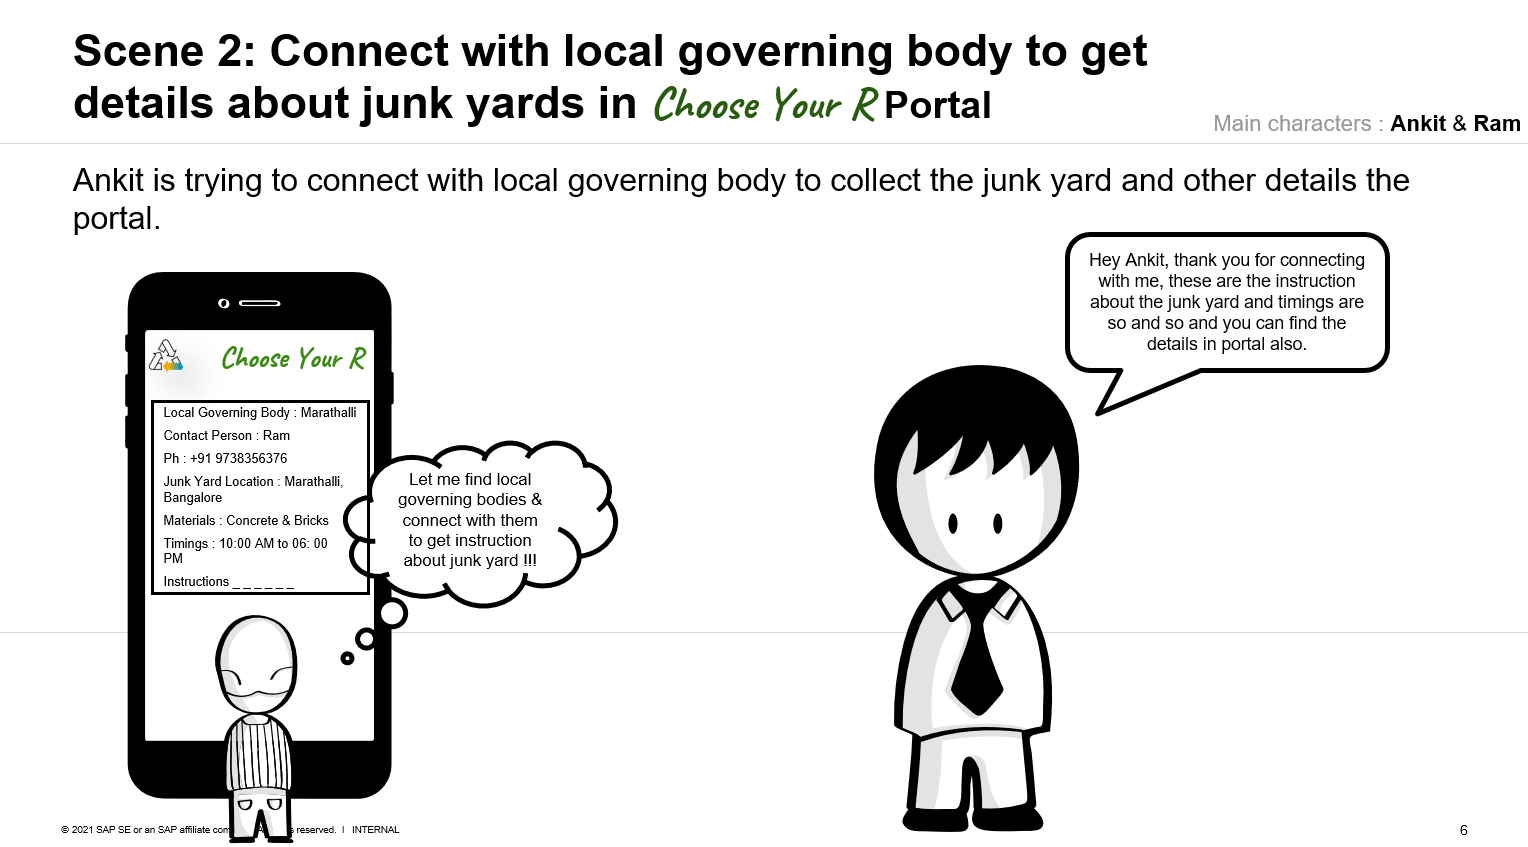 Scene 2: Connect with local governing body to get
details about junk yards in Choose Your R Portal
Main characters : Ankit & Ram
Ankit is trying to connect with local governing body to collect the junk yard and other details the
portal.
Hey Ankit, thank you for connecting
with me, these are the instruction
about the junk yard and timings are
so and so and you can find the
details in portal also.
Choose Your R
Local Governing Body : Marathalli
Contact Person : Ram
Ph : +91 9738356376
Junk Yard Location : Marathalli,
Bangalore
Materials : Concrete & Bricks
Timings : 10:00 AM to 06: 00
PM
Instructions _ _ _ _ _ _
Let me find local
governing bodies &
connect with them
to get instruction
about junk yard !!!
© 2021 SAP SE or an SAP affiliate reserved. | INTERNAL
6